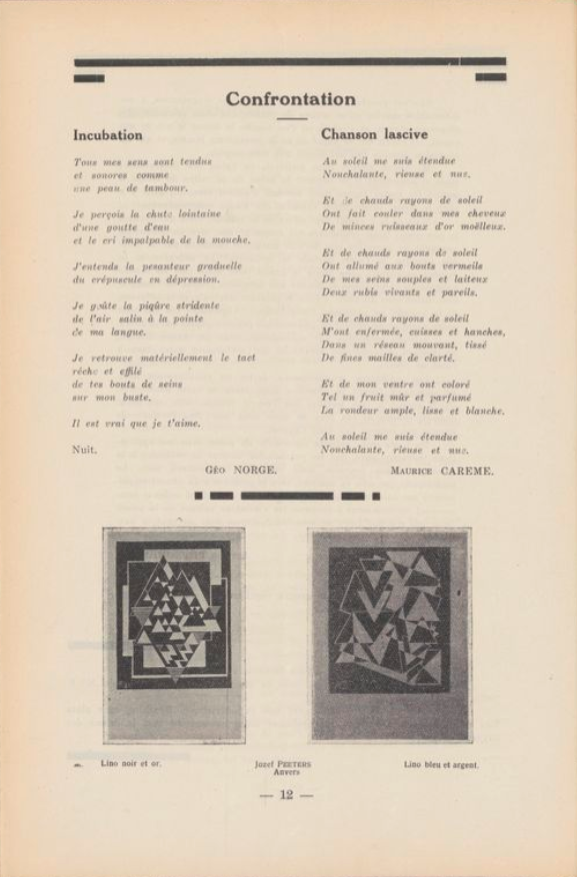 Confrontation
Incubation
Tous mes sens sont tendus
et sonores comme
une peau de tambour.
Je perçois la chute lointaine
d'une goutte d'eau
et le cri impalpable de la mouche.
J'entends la pesanteur graduelle
du crépuscule en dépression.
Je goûte la piqûre stridente
de l'air salin à la pointe
de ma langue.
Je retrouve matériellement le tact
rêche et effilé
de tes bouts de seins
sur mon buste.
Il est vrai que je t'aime.
Nuit.
GÉO NORGE.
Chanson lascive
Au soleil me suis étendue
Nonchalante, rieuse et nue.
Et de chauds rayons de soleil
Ont fait couler dans mes cheveux
De minces ruisseaux d'or moëlleux.
Et de chauds rayons de soleil
Ont allumé aux bouts vermeils
De mes seins souples et laiteux
Deux rubis vivants et pareils.
Et de chauds rayons de soleil
M'ont enfermée, cuisses et hanches,
Dans un réseau mouvant, tissé
De fines mailles de clarté.
Et de mon ventre ont coloré
Tel un fruit mûr et parfumé
La rondeur ample, lisse et blanche.
Au soleil me suis étendue
Nonchalante, rieuse et nue.
MAURICE CAREME.
Lino noir et or.
Jozef PEETERS
Anvers
Lino bleu et argent.
— 12 —